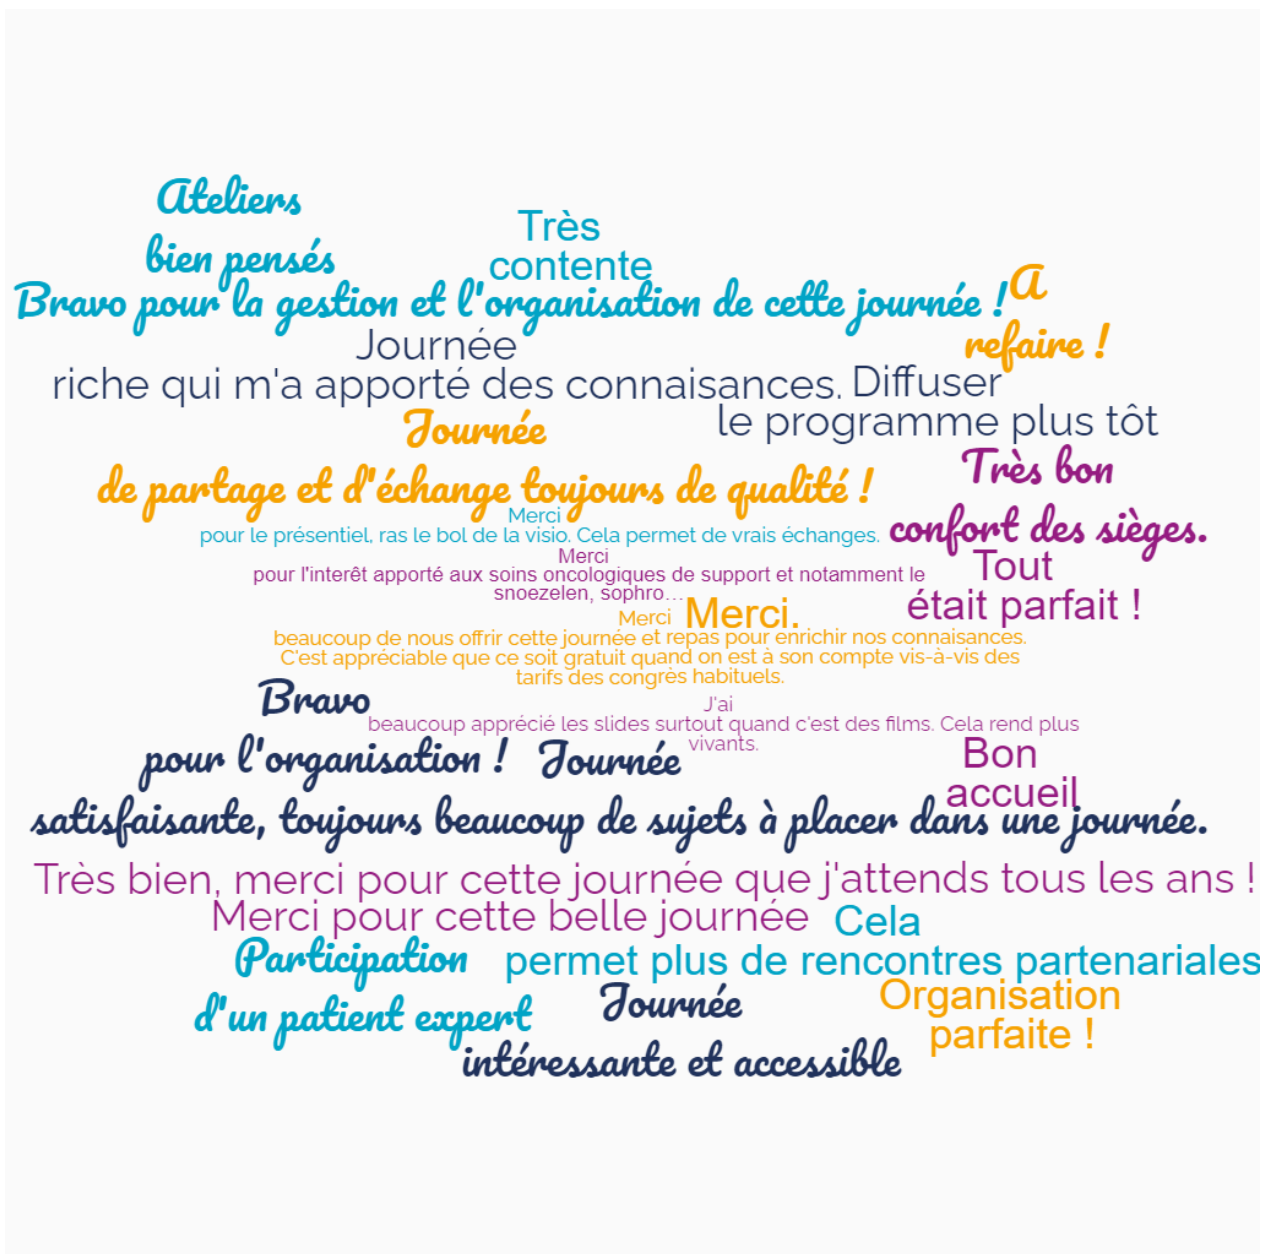 Ateliers
bien pensés
Très
contente
Bravo pour la gestion et l'organisation de cette journée !
A
refaire !
Journée
riche qui m'a apporté des connaisances.
Diffuser
le programme plus tôt
Journée
de partage et d'échange toujours de qualité !
Très bon
confort des sièges.
Merci
pour le présentiel, ras le bol de la visio. Cela permet de vrais échanges.
Merci
pour l'interêt apporté aux soins oncologiques de support et notamment le
snoezelen, sophro…
Tout
était parfait !
Merci.
Merci
beaucoup de nous offrir cette journée et repas pour enrichir nos connaisances.
C'est appréciable que ce soit gratuit quand on est à son compte vis-à-vis des
tarifs des congrès habituels.
Bravo
pour l'organisation !
J'ai
beaucoup apprécié les slides surtout quand c'est des films. Cela rend plus
vivants.
Bon
accueil
Journée
satisfaisante, toujours beaucoup de sujets à placer dans une journée.
Très bien, merci pour cette journée que j'attends tous les ans !
Merci pour cette belle journée
Cela
permet plus de rencontres partenariales
Participation
d'un patient expert
Journée
intéressante et accessible
Organisation
parfaite !